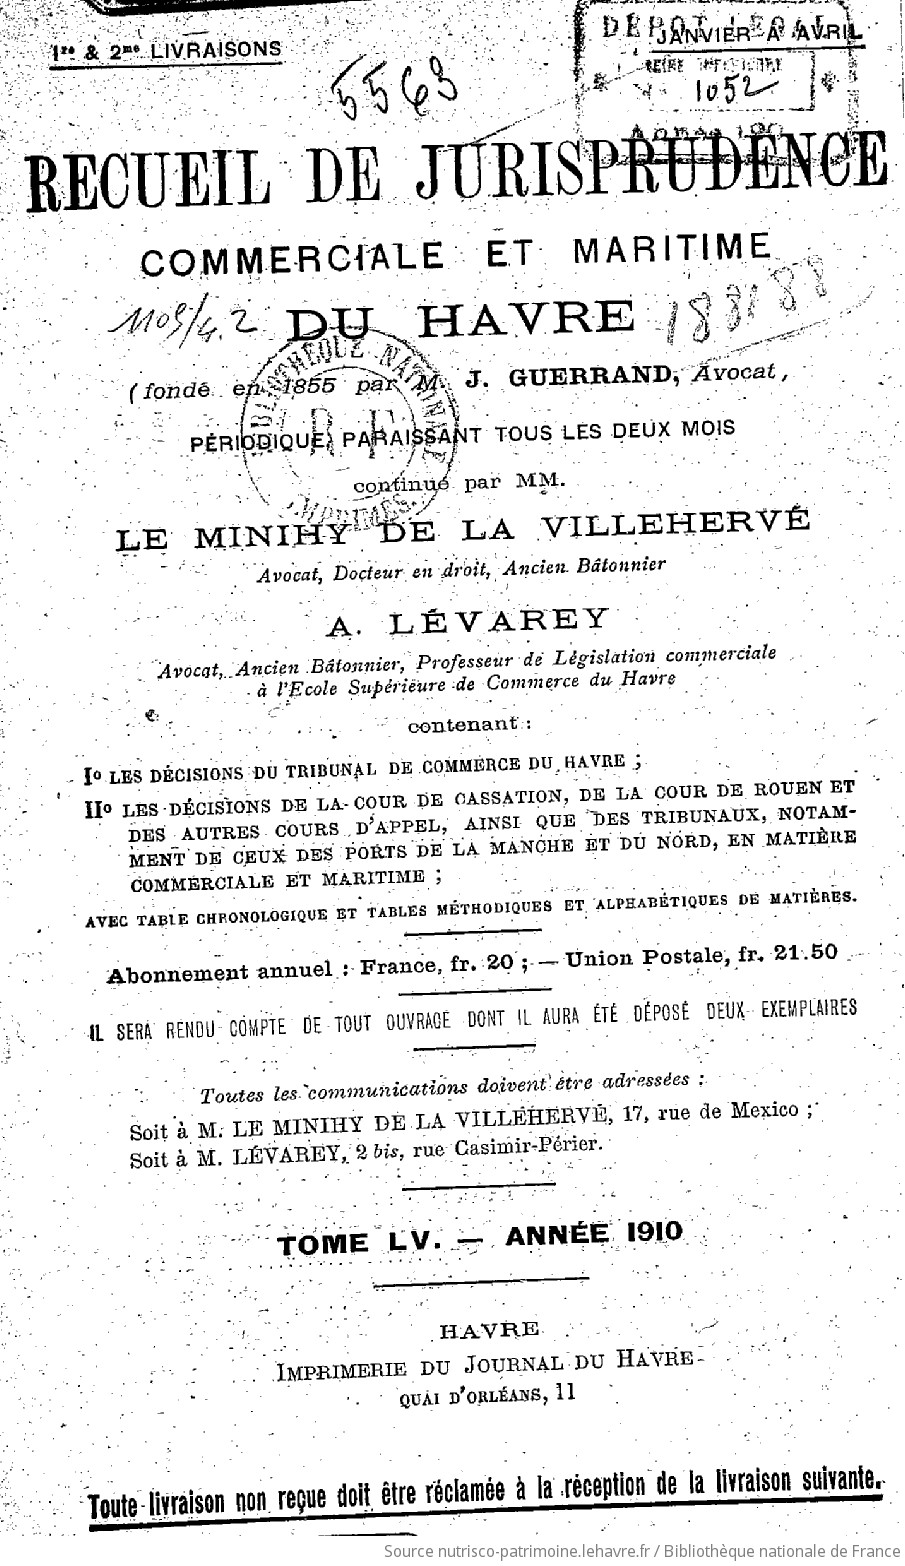 1re & 2me LIVRAISONS
DÉPOT LÉGAL
JANVIER A AVRIL
1052
5563
RECUEIL DE JURISPRUDENCE
COMMERCIALE ET MARITIME
1109/4.2
DU HAVRE
188188
(fondé en 1855 par M. J. GUERRAND, Avocat,
BIBLIOTHÈQUE NATIONALE
R F
IMPRIMÉS.
PÉRIODIQUE PARAISSANT TOUS LES DEUX MOIS
continué par MM.
LE MINIHY DE LA VILLEHERVÉ
Avocat, Docteur en droit, Ancien Bâtonnier
A. LÉVAREY
Avocat, Ancien Bâtonnier, Professeur de Législation commerciale
à l'Ecole Supérieure de Commerce du Havre
contenant :
Iº LES DÉCISIONS DU TRIBUNAL DE COMMERCE DU HAVRE ;
IIº LES DÉCISIONS DE LA COUR DE CASSATION, DE LA COUR DE ROUEN ET
DES AUTRES COURS D'APPEL, AINSI QUE DES TRIBUNAUX, NOTAM-
MENT DE CEUX DES PORTS DE LA MANCHE ET DU NORD, EN MATIÈRE
COMMERCIALE ET MARITIME ;
AVEC TABLE CHRONOLOGIQUE ET TABLES MÉTHODIQUES ET ALPHABÉTIQUES DE MATIÈRES.
Abonnement annuel : France, fr. 20 ; — Union Postale, fr. 21.50
IL SERA RENDU COMPTE DE TOUT OUVRAGE DONT IL AURA ÉTÉ DÉPOSÉ DEUX EXEMPLAIRES
Toutes les communications doivent être adressées :
Soit à M. LE MINIHY DE LA VILLEHERVÉ, 17, rue de Mexico ;
Soit à M. LÉVAREY, 2 bis, rue Casimir-Périer.
TOME LV. — ANNÉE 1910
HAVRE
IMPRIMERIE DU JOURNAL DU HAVRE
QUAI D'ORLÉANS, 11
Toute livraison non reçue doit être réclamée à la réception de la livraison suivante.
Source nutrisco-patrimoine.lehavre.fr / Bibliothèque nationale de France